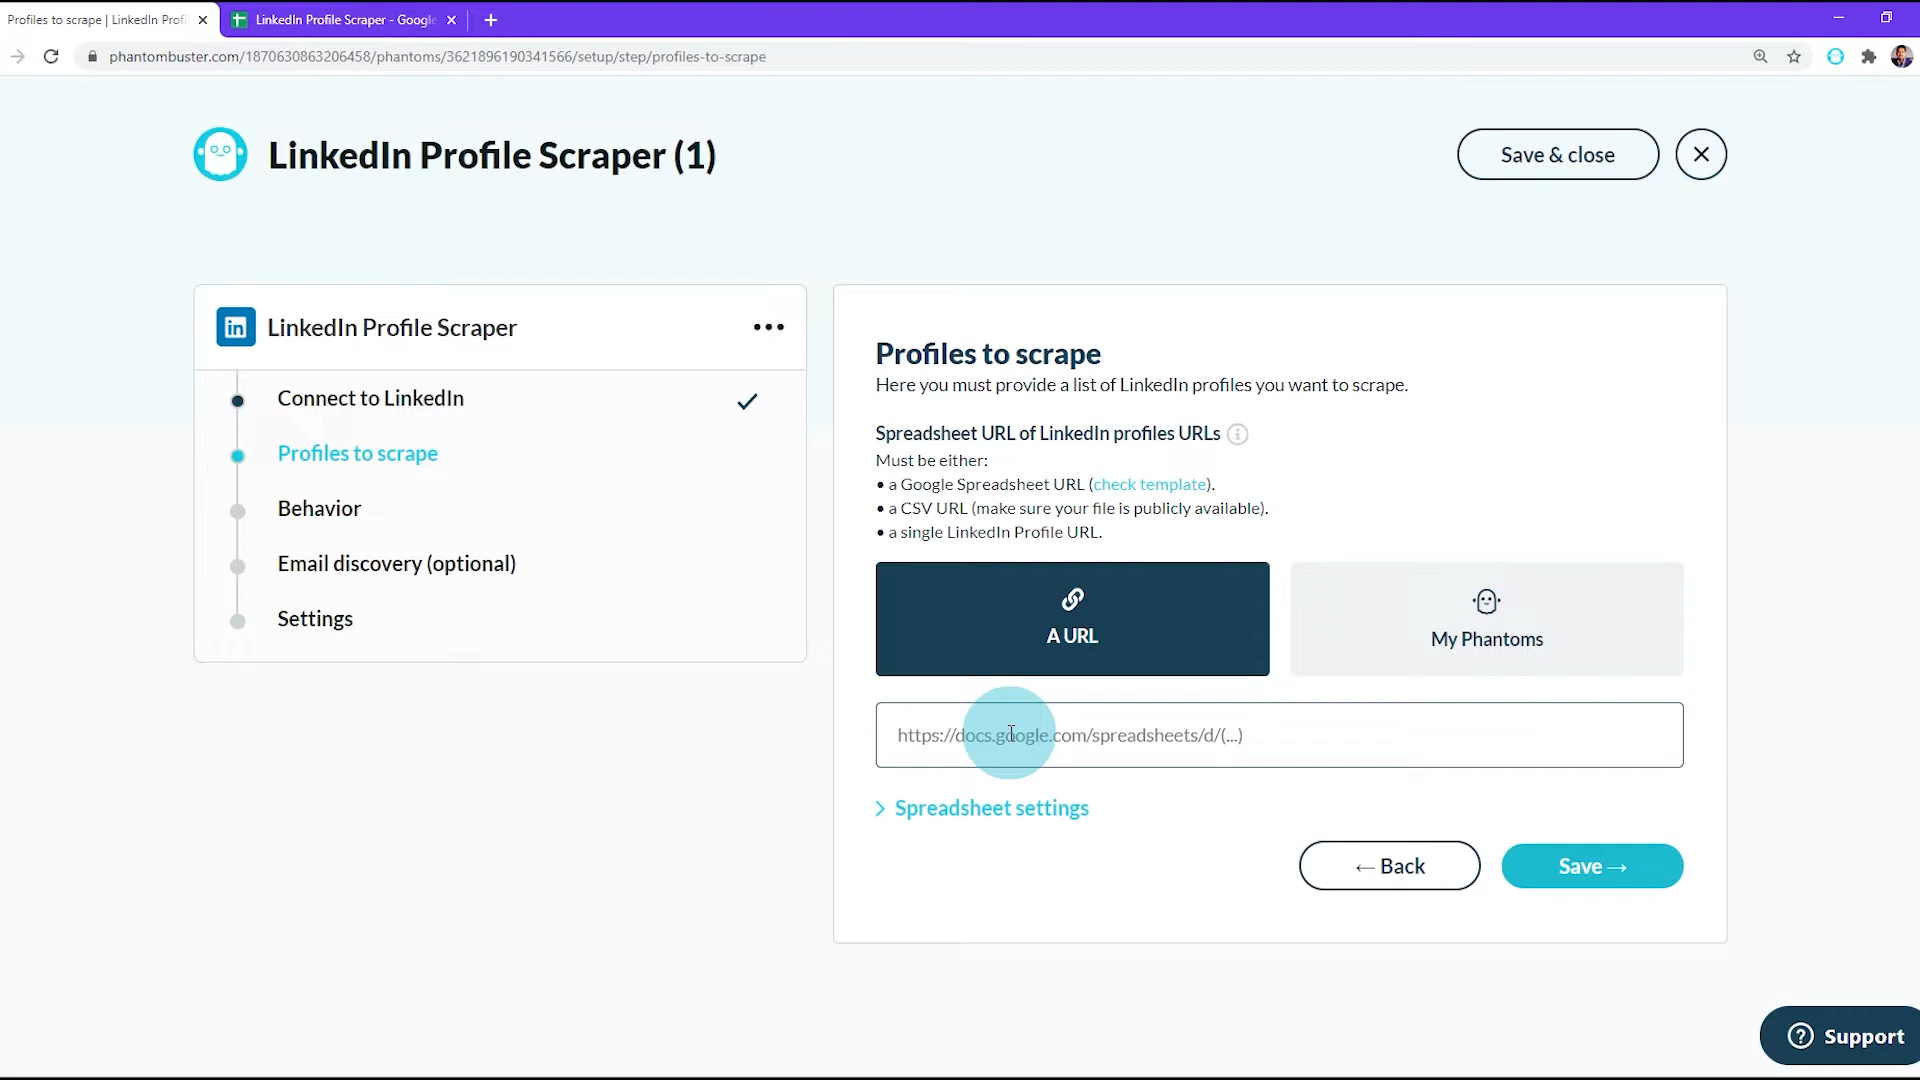 Profiles to scrape | LinkedIn Profi
LinkedIn Profile Scraper - Google
phantombuster.com/1870630863206458/phantoms/3621896190341566/setup/step/profiles-to-scrape
LinkedIn Profile Scraper (1)
Save & close
LinkedIn Profile Scraper
Connect to LinkedIn
Profiles to scrape
Behavior
Email discovery (optional)
Settings
Profiles to scrape
Here you must provide a list of LinkedIn profiles you want to scrape.
Spreadsheet URL of LinkedIn profiles URLs
Must be either:
• a Google Spreadsheet URL (check template).
• a CSV URL (make sure your file is publicly available).
• a single LinkedIn Profile URL.
A URL
My Phantoms
https://docs.google.com/spreadsheets/d/(...)
> Spreadsheet settings
← Back
Save →
Support